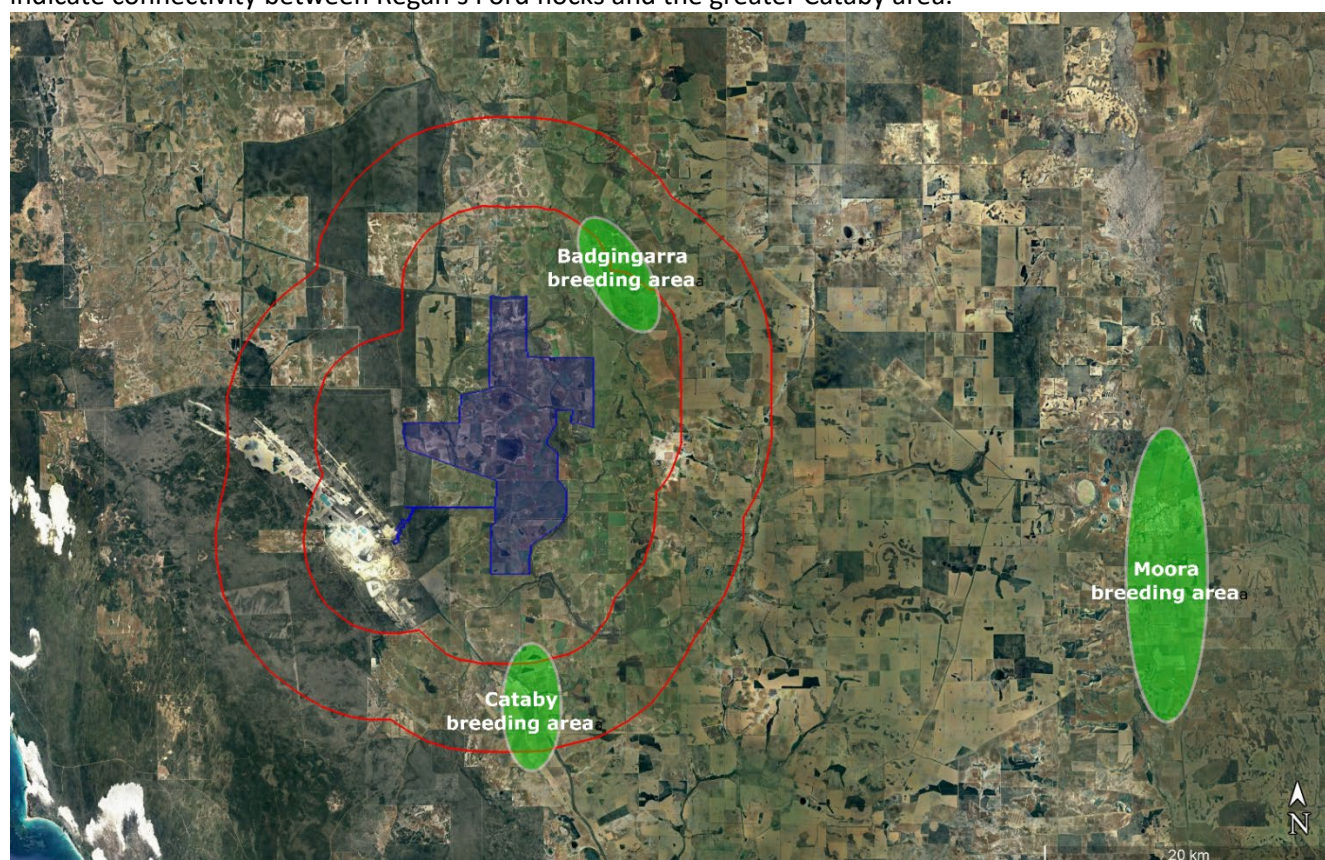 indicate connectivity between Regan's Ford flocks and the greater Cataby area.
Badgingarra
breeding area
Moora
breeding area
Cataby
breeding area
N
20 km